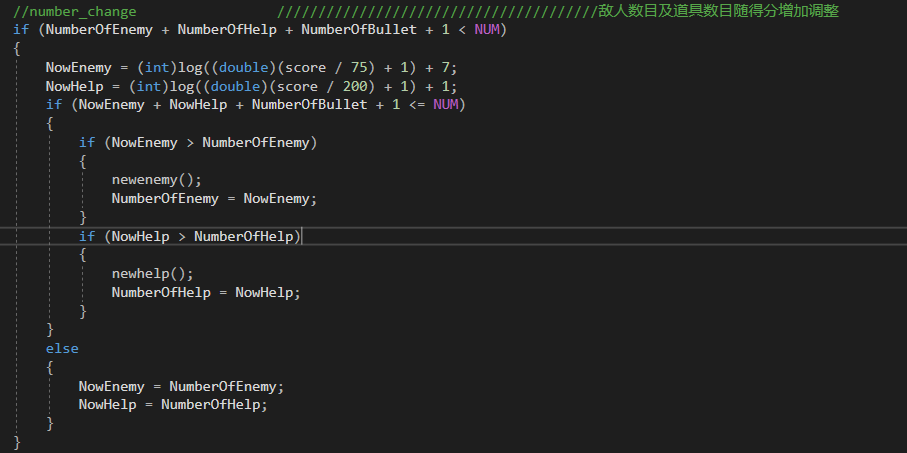 //number_change                 ///////////////////////////////////////敌人数目及道具数目随得分增加调整
if (NumberOfEnemy + NumberOfHelp + NumberOfBullet + 1 < NUM)
{
    NowEnemy = (int)log((double)(score / 75) + 1) + 7;
    NowHelp = (int)log((double)(score / 200) + 1) + 1;
    if (NowEnemy + NowHelp + NumberOfBullet + 1 <= NUM)
    {
        if (NowEnemy > NumberOfEnemy)
        {
            newenemy();
            NumberOfEnemy = NowEnemy;
        }
        if (NowHelp > NumberOfHelp)
        {
            newhelp();
            NumberOfHelp = NowHelp;
        }
    }
    else
    {
        NowEnemy = NumberOfEnemy;
        NowHelp = NumberOfHelp;
    }
}